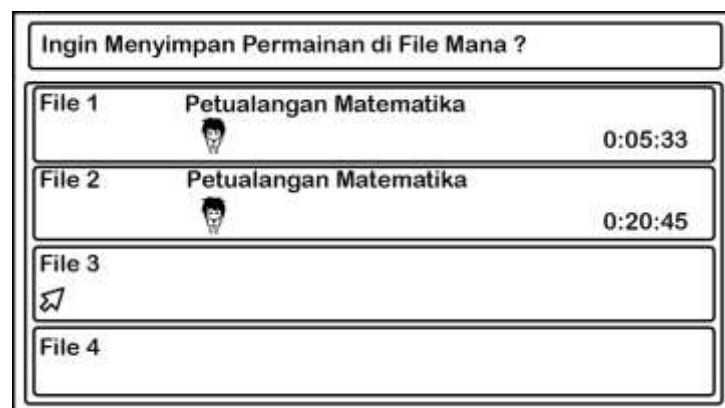 Ingin Menyimpan Permainan di File Mana ?
File 1 Petualangan Matematika
0:05:33
File 2 Petualangan Matematika
0:20:45
File 3
File 4